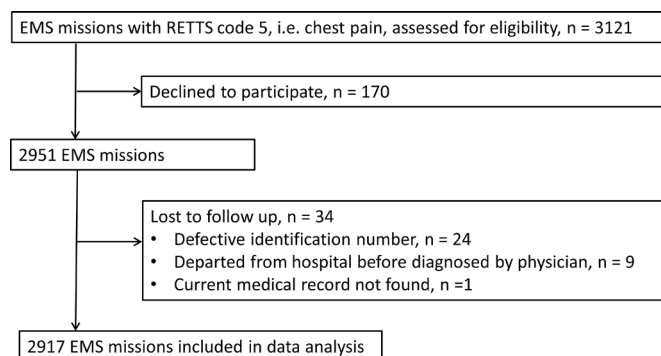 EMS missions with RETTS code 5, i.e. chest pain, assessed for eligibility, n = 3121
Declined to participate, n = 170
2951 EMS missions
Lost to follow up, n = 34
• Defective identification number, n = 24
• Departed from hospital before diagnosed by physician, n = 9
• Current medical record not found, n =1
2917 EMS missions included in data analysis